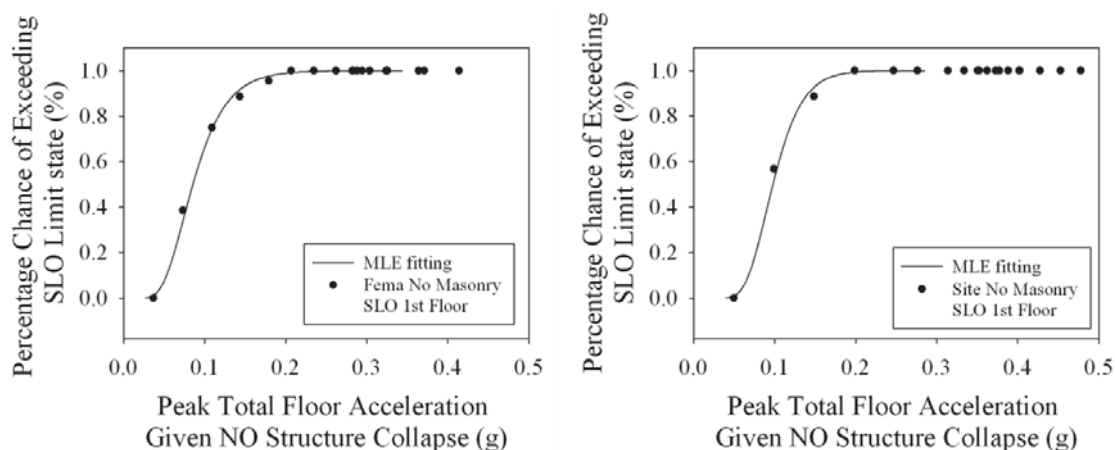 Percentage Chance of Exceeding
SLO Limit state (%)
1.0
0.8
0.6
0.4
0.2
0.0
MLE fitting
Fema No Masonry
SLO 1st Floor
0.0 0.1 0.2 0.3 0.4 0.5
Peak Total Floor Acceleration
Given NO Structure Collapse (g)
Percentage Chance of Exceeding
SLO Limit state (%)
1.0
0.8
0.6
0.4
0.2
0.0
MLE fitting
Site No Masonry
SLO 1st Floor
0.0 0.1 0.2 0.3 0.4 0.5
Peak Total Floor Acceleration
Given NO Structure Collapse (g)